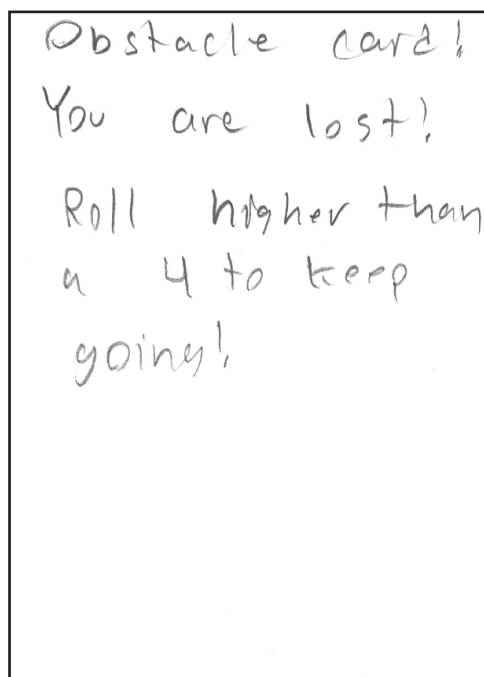 Obstacle card!
You are lost!
Roll higher than
a 4 to keep
going!